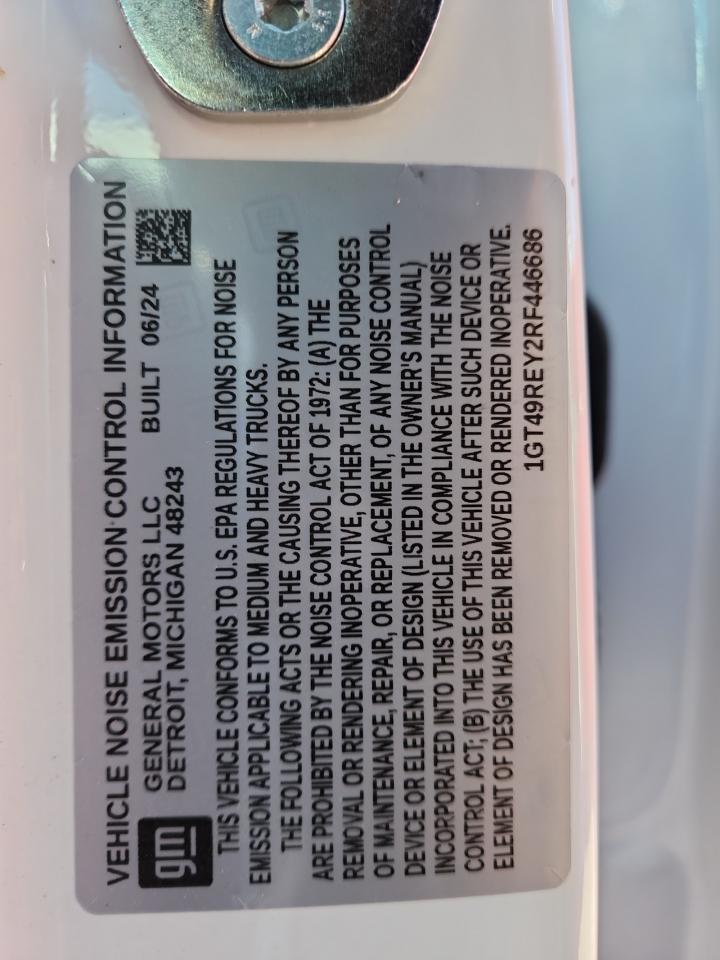 VEHICLE NOISE EMISSION CONTROL INFORMATION
gm
GENERAL MOTORS LLC
DETROIT, MICHIGAN 48243
BUILT 06/24
THIS VEHICLE CONFORMS TO U.S. EPA REGULATIONS FOR NOISE
EMISSION APPLICABLE TO MEDIUM AND HEAVY TRUCKS.
THE FOLLOWING ACTS OR THE CAUSING THEREOF BY ANY PERSON
ARE PROHIBITED BY THE NOISE CONTROL ACT OF 1972: (A) THE
REMOVAL OR RENDERING INOPERATIVE, OTHER THAN FOR PURPOSES
OF MAINTENANCE, REPAIR, OR REPLACEMENT, OF ANY NOISE CONTROL
DEVICE OR ELEMENT OF DESIGN (LISTED IN THE OWNER'S MANUAL)
INCORPORATED INTO THIS VEHICLE IN COMPLIANCE WITH THE NOISE
CONTROL ACT; (B) THE USE OF THIS VEHICLE AFTER SUCH DEVICE OR
ELEMENT OF DESIGN HAS BEEN REMOVED OR RENDERED INOPERATIVE.
1GT49REY2RF446686